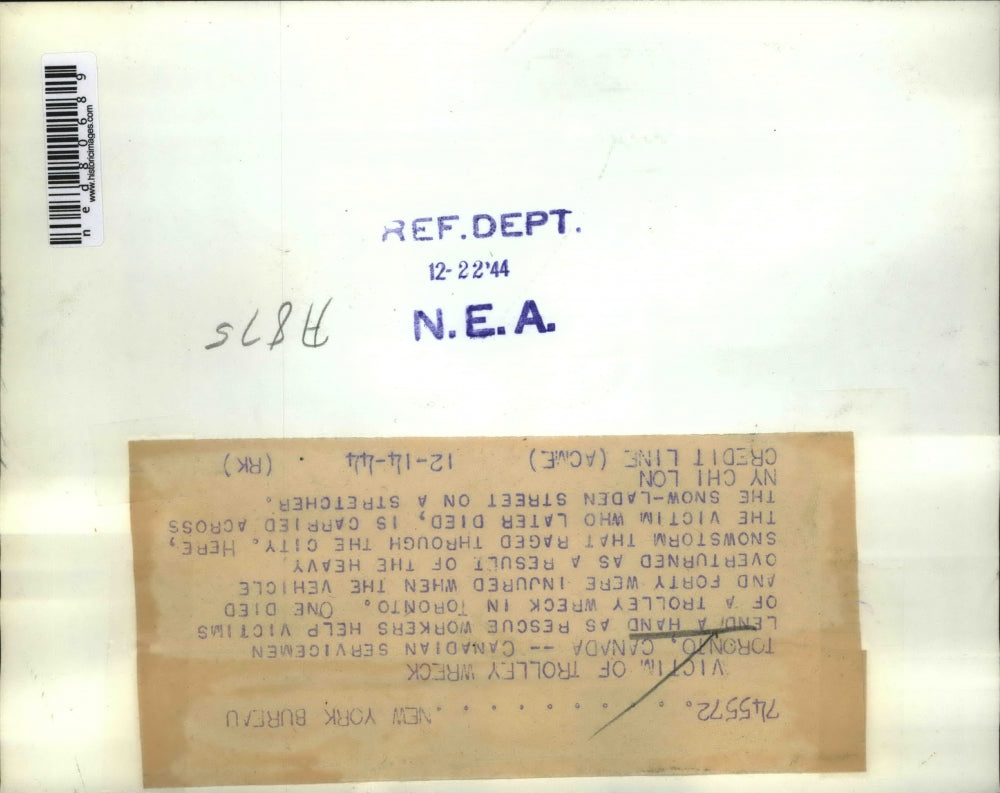 ned80689
www.historicimages.com
REF. DEPT.
12-22'44
N.E.A.
A875
745572. . . . . . . . . NEW YORK BUREAU
VICTIM OF TROLLEY WRECK
TORONTO, CANADA -- CANADIAN SERVICEMEN
LEND A HAND AS RESCUE WORKERS HELP VICTIMS
OF A TROLLEY WRECK IN TORONTO. ONE DIED
AND FORTY WERE INJURED WHEN THE VEHICLE
OVERTURNED AS A RESULT OF THE HEAVY
SNOWSTORM THAT RAGED THROUGH THE CITY. HERE,
THE VICTIM WHO LATER DIED, IS CARRIED ACROSS
THE SNOW-LADEN STREET ON A STRETCHER.
NY CHI LON
CREDIT LINE (ACME) 12-14-44 . (RK)